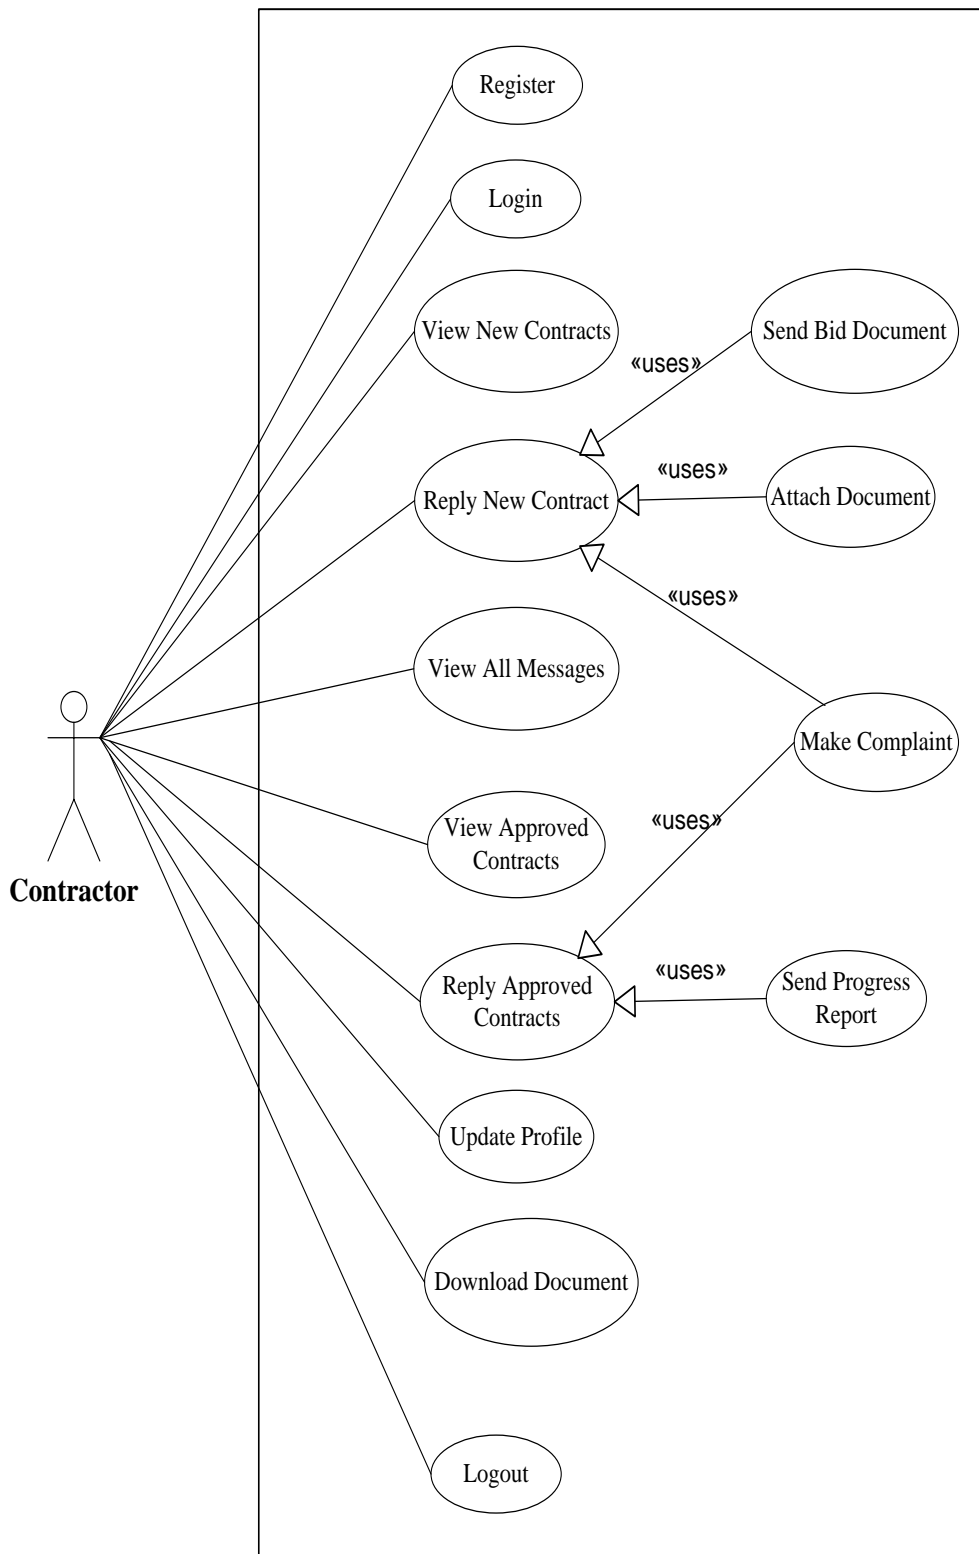 Register
Login
View New Contracts
Send Bid Document
«uses»
Reply New Contract
«uses»
Attach Document
«uses»
View All Messages
Make Complaint
Contractor
View Approved
Contracts
«uses»
Reply Approved
Contracts
«uses»
Send Progress
Report
Update Profile
Download Document
Logout